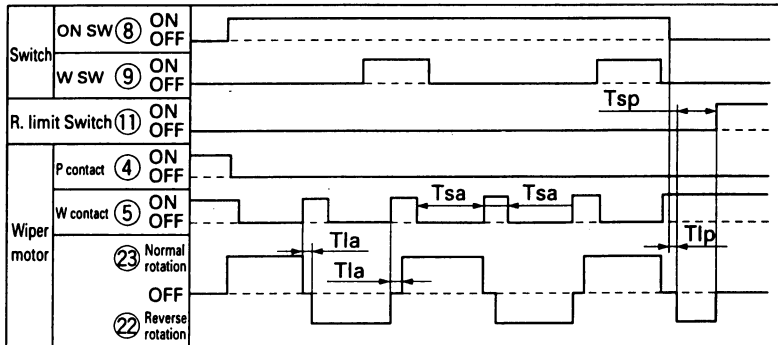 Switch
ON SW ⑧ ON
OFF
W SW ⑨ ON
OFF
R. limit Switch ⑪ ON
OFF
Tsp
Wiper motor
P contact ④ ON
OFF
W contact ⑤ ON
OFF
Tsa Tsa
Tla
Tla
Tlp
㉓ Normal rotation
OFF
㉒ Reverse rotation